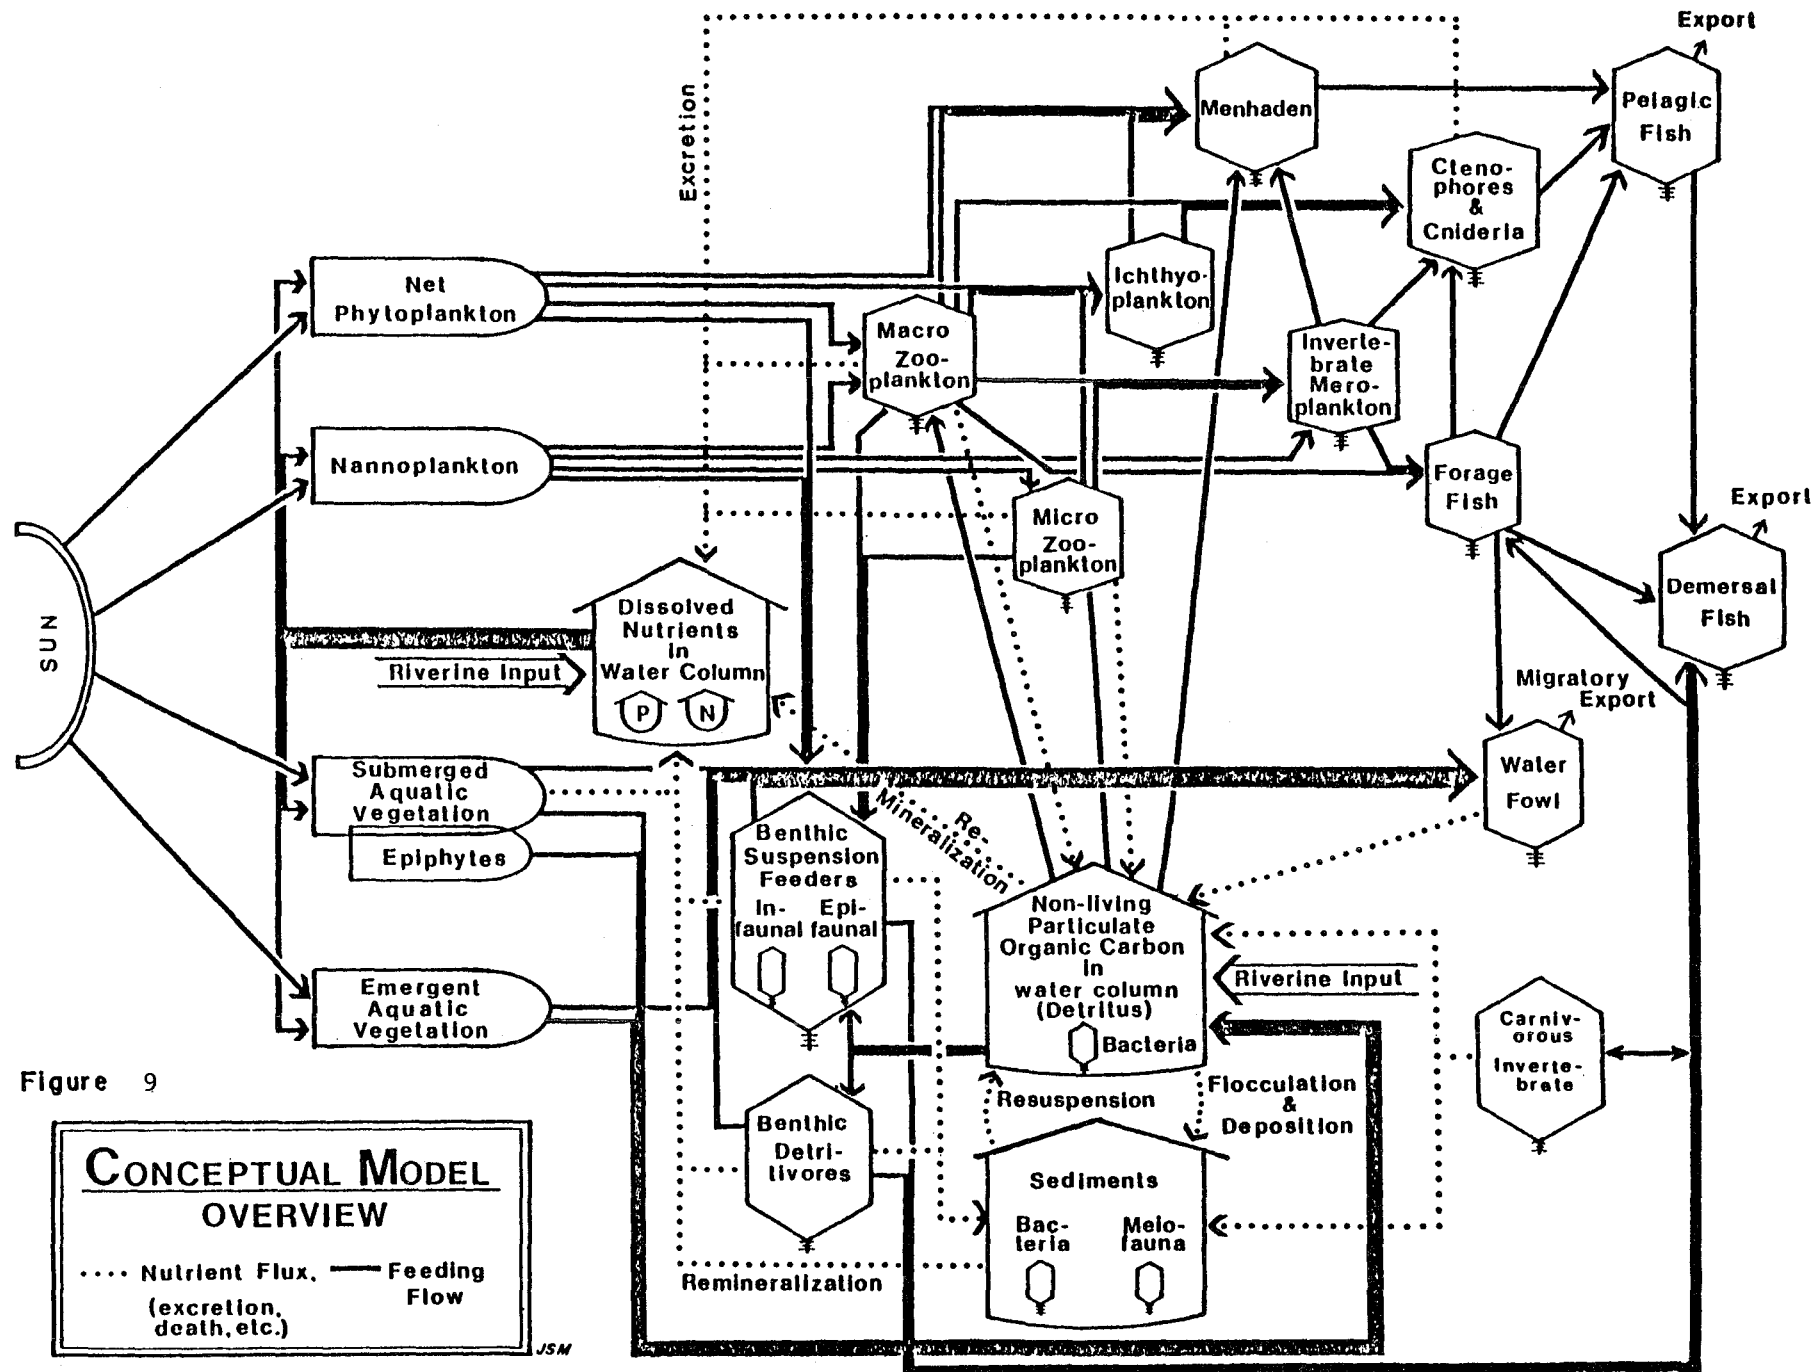 Export
Menhaden
Pelagic
Fish
Excretion
Cteno-
phores
&
Cnideria
Net
Phytoplankton
Ichthyo-
plankton
Macro
Zoo-
plankton
Inverte-
brate
Mero-
plankton
Nannoplankton
Forage
Fish
Export
Micro
Zoo-
plankton
SUN
Dissolved
Nutrients
in
Water Column
P N
Riverine Input
Demersal
Fish
Migratory
Export
Submerged
Aquatic
Vegetation
Epiphytes
Water
Fowl
Re-
Mineralization
Benthic
Suspension
Feeders
In-
faunal
Epi-
faunal
Non-living
Particulate
Organic Carbon
in
water column
(Detritus)
Bacteria
Riverine Input
Emergent
Aquatic
Vegetation
Carniv-
orous
Inverte-
brate
Figure 9
Resuspension
Flocculation
&
Deposition
Benthic
Detri-
tivores
Sediments
Bac-
teria
Meio-
fauna
Remineralization
CONCEPTUAL MODEL
OVERVIEW
.... Nutrient Flux, — Feeding
Flow
(excretion,
death, etc.)
JSM